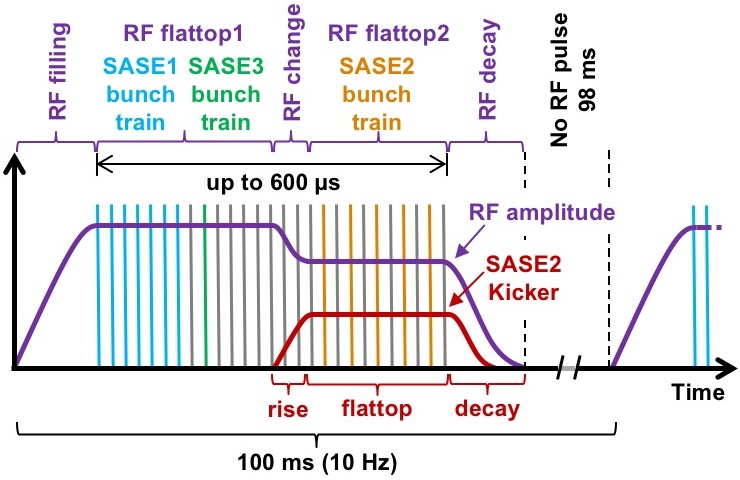 RF filling
RF flattop1
SASE1
bunch
train
SASE3
bunch
train
RF change
RF flattop2
SASE2
bunch
train
RF decay
No RF pulse
98 ms
up to 600 µs
RF amplitude
SASE2
Kicker
Time
rise
flattop
decay
100 ms (10 Hz)